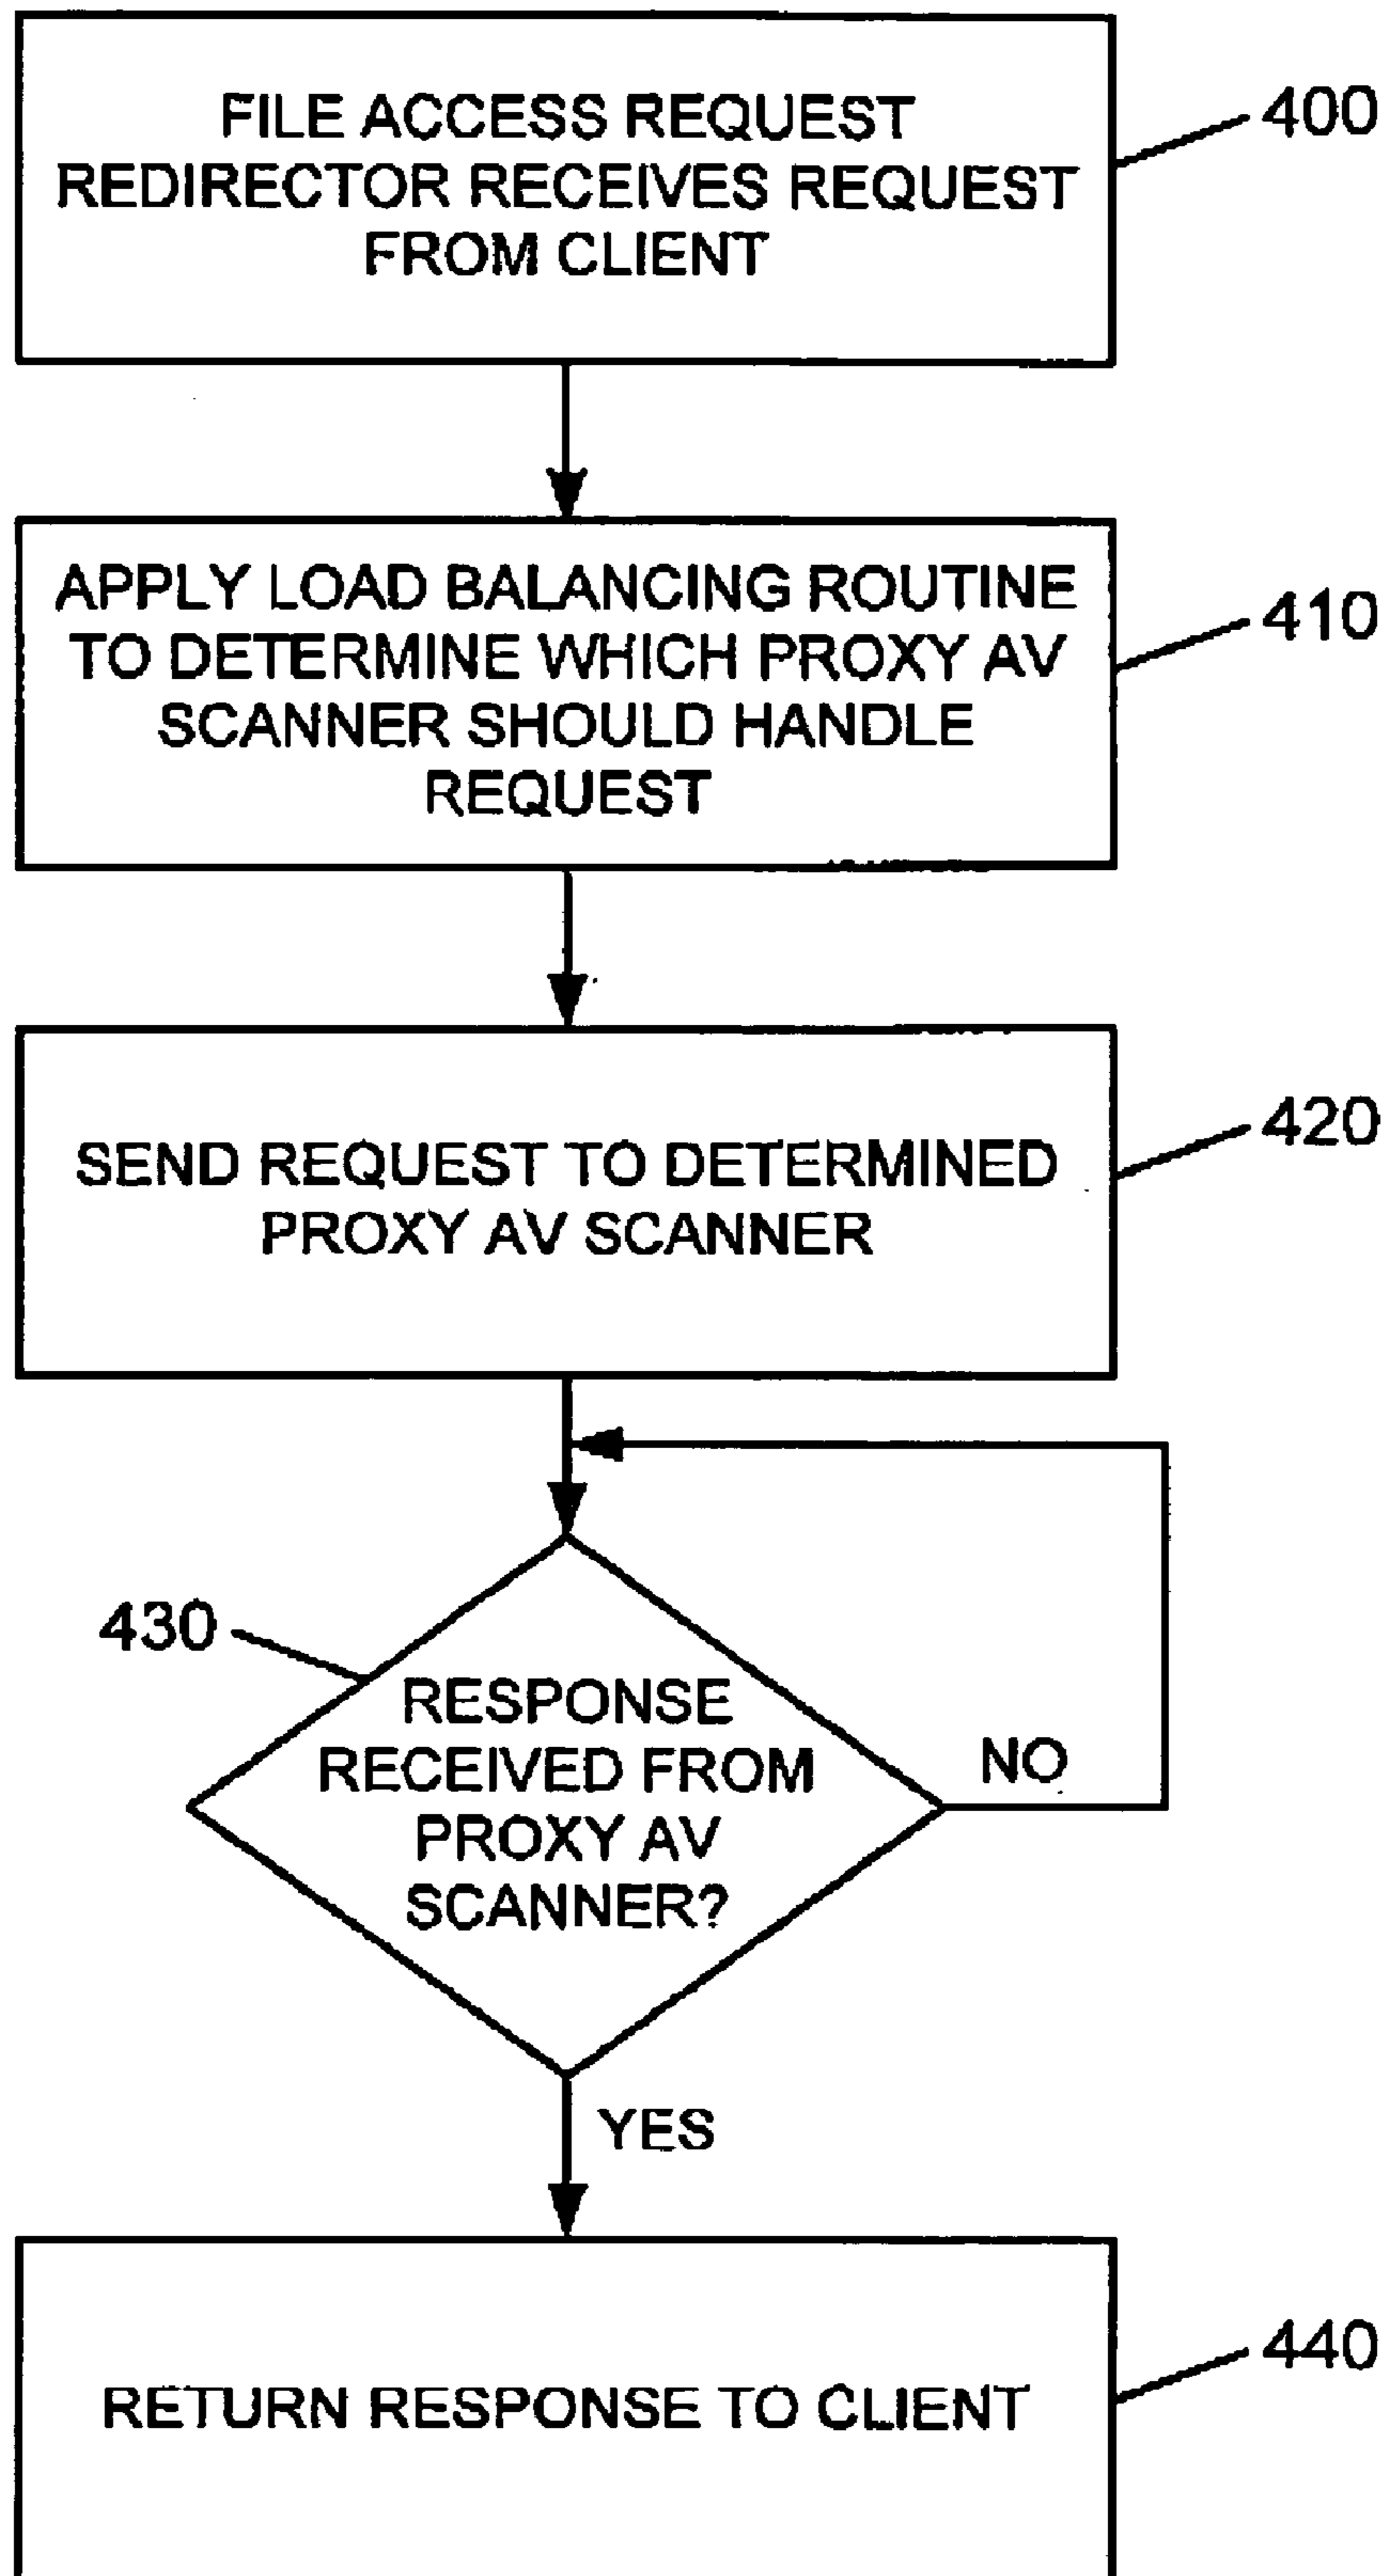 FILE ACCESS REQUEST
REDIRECTOR RECEIVES REQUEST
FROM CLIENT
400
APPLY LOAD BALANCING ROUTINE
TO DETERMINE WHICH PROXY AV
SCANNER SHOULD HANDLE
REQUEST
410
SEND REQUEST TO DETERMINED
PROXY AV SCANNER
420
430
RESPONSE
RECEIVED FROM
PROXY AV
SCANNER?
NO
YES
RETURN RESPONSE TO CLIENT
440